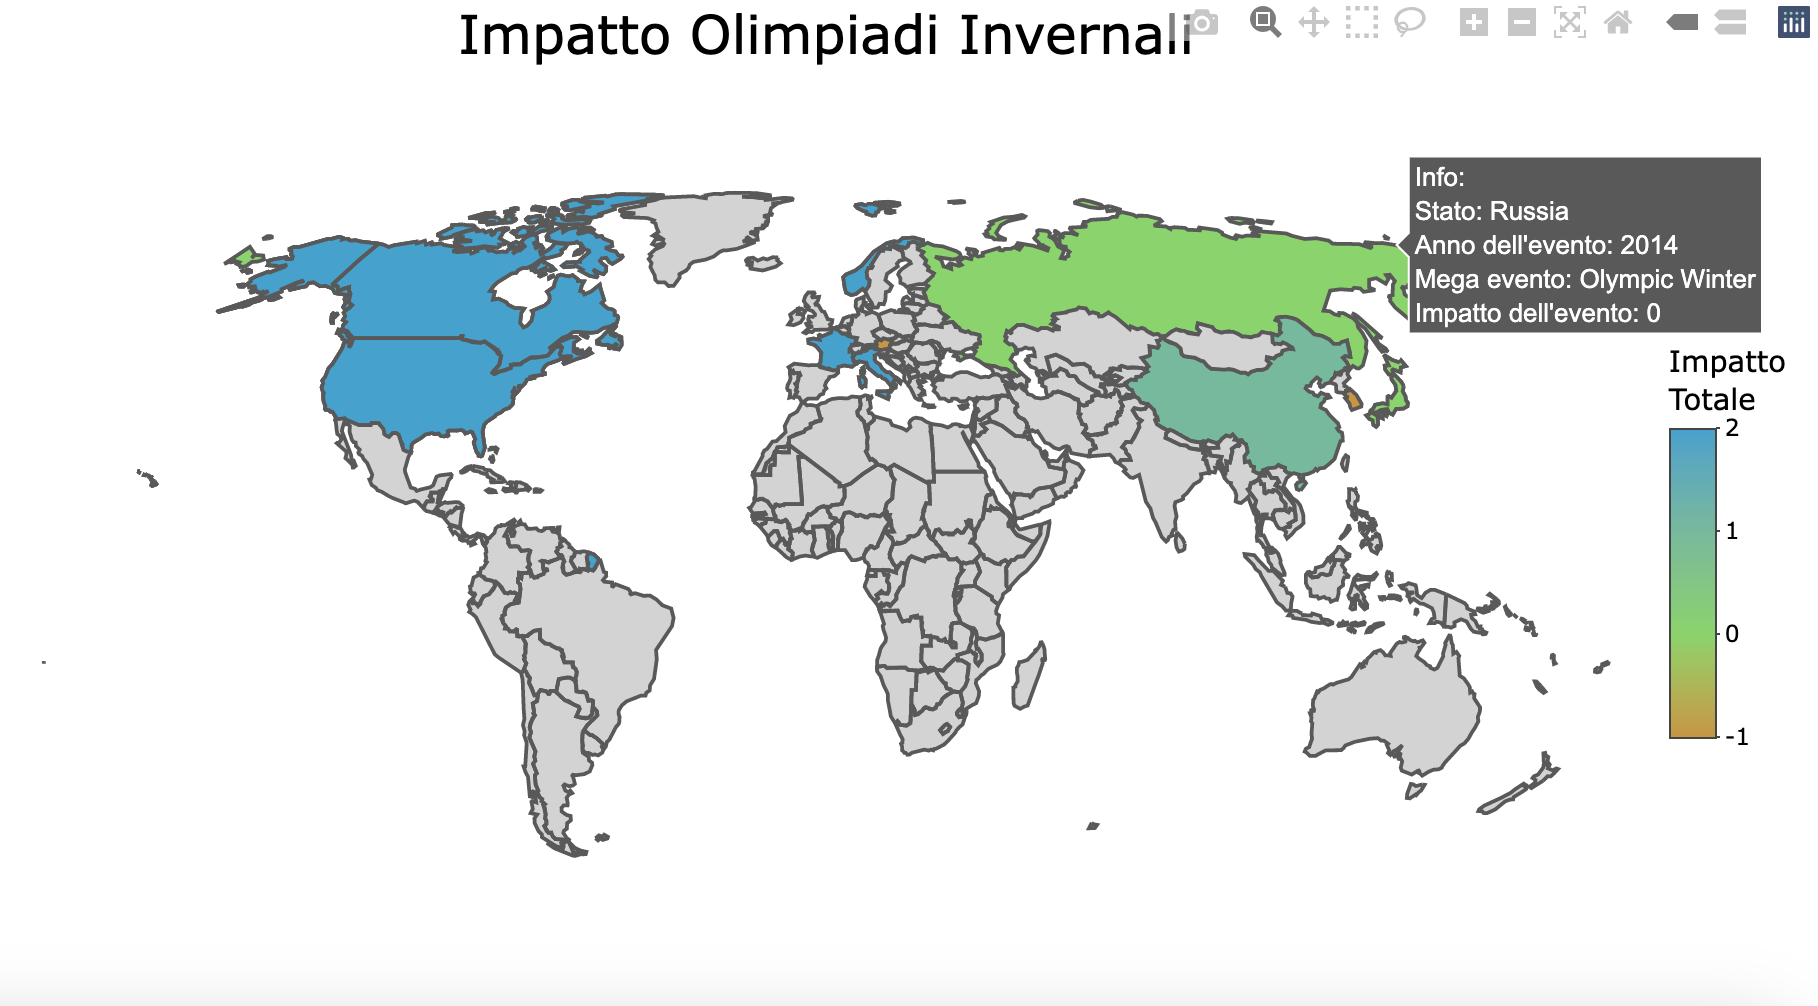 Impatto Olimpiadi Invernali
Info:
Stato: Russia
Anno dell'evento: 2014
Mega evento: Olympic Winter
Impatto dell'evento: 0
Impatto
Totale
2
1
0
-1